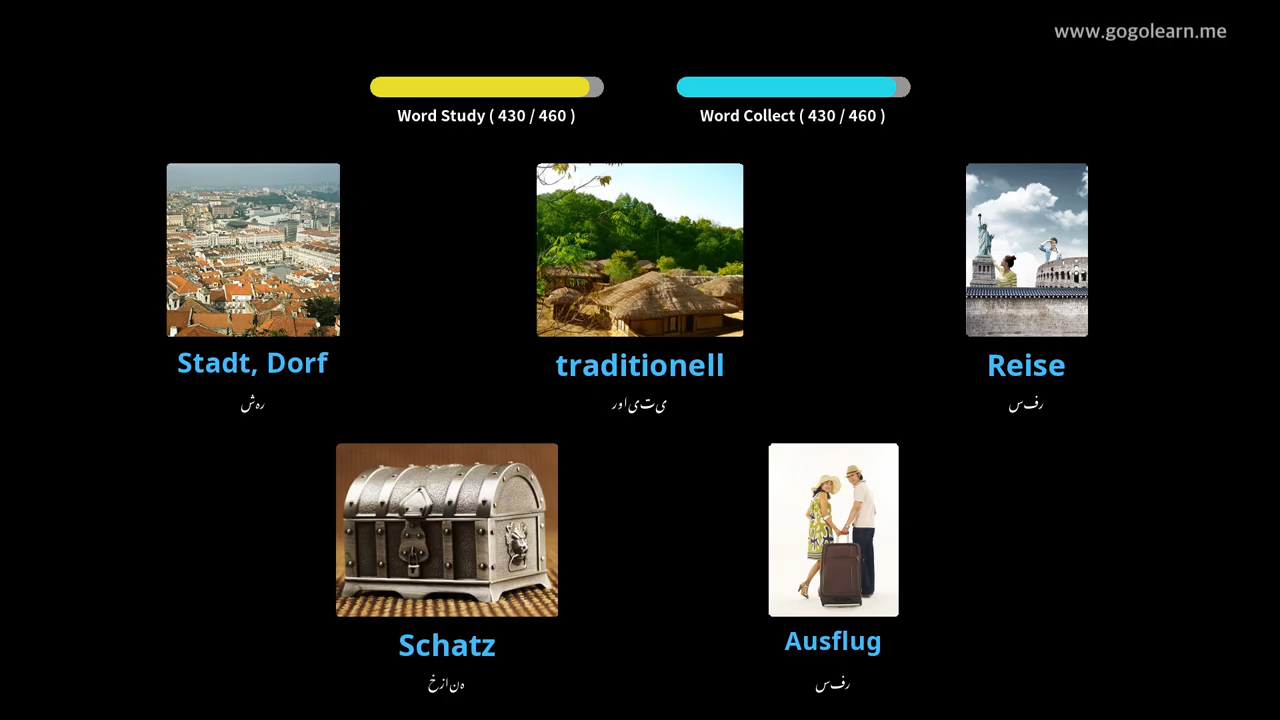 www.gogolearn.me
Word Study ( 430 / 460 )
Word Collect ( 430 / 460 )
Stadt, Dorf
رہش
traditionell
یتیاور
Reise
رفس
Schatz
ہنازخ
Ausflug
رفس